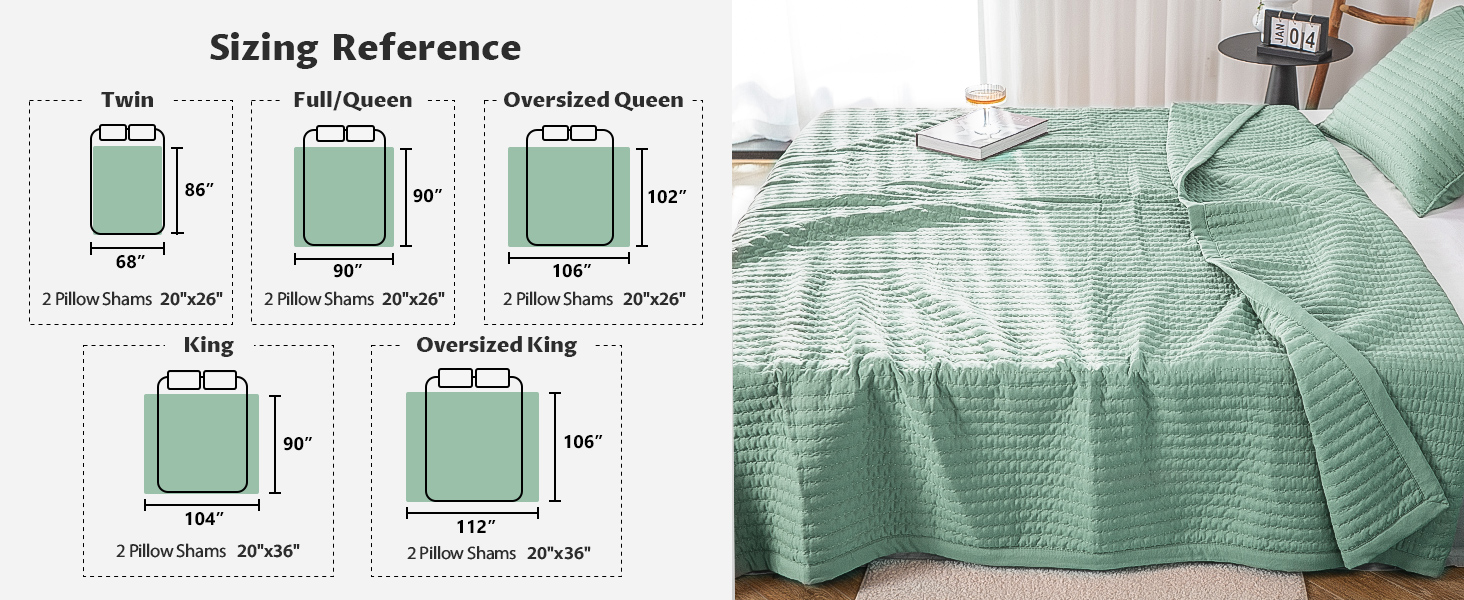 Sizing Reference
Twin
86”
68”
2 Pillow Shams 20"x26"
Full/Queen
90”
90”
2 Pillow Shams 20"x26"
Oversized Queen
102”
106”
2 Pillow Shams 20"x26"
King
90”
104”
2 Pillow Shams 20"x36"
Oversized King
106”
112”
2 Pillow Shams 20"x36"
JAN 04